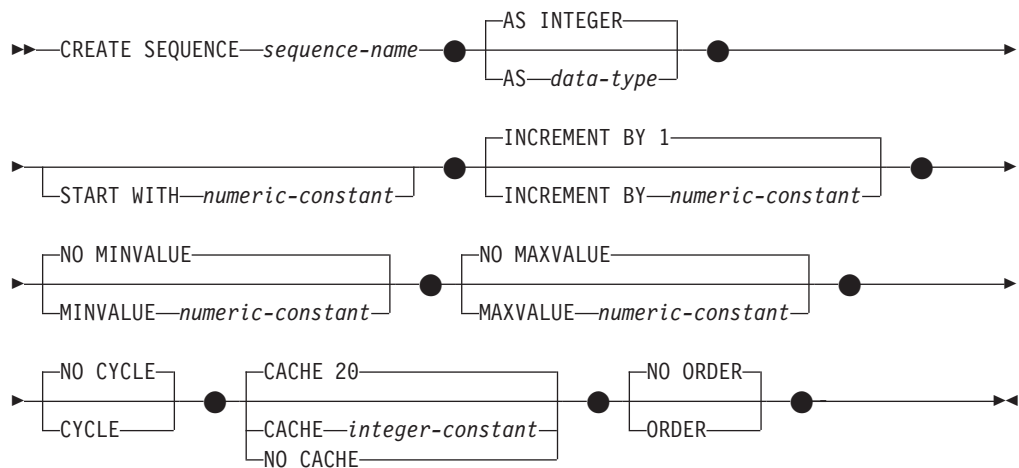 AS INTEGER
CREATE SEQUENCE sequence-name
AS data-type
INCREMENT BY 1
START WITH numeric-constant
INCREMENT BY numeric-constant
NO MINVALUE
NO MAXVALUE
MINVALUE numeric-constant
MAXVALUE numeric-constant
NO CYCLE
CACHE 20
NO ORDER
CYCLE
CACHE integer-constant
ORDER
NO CACHE